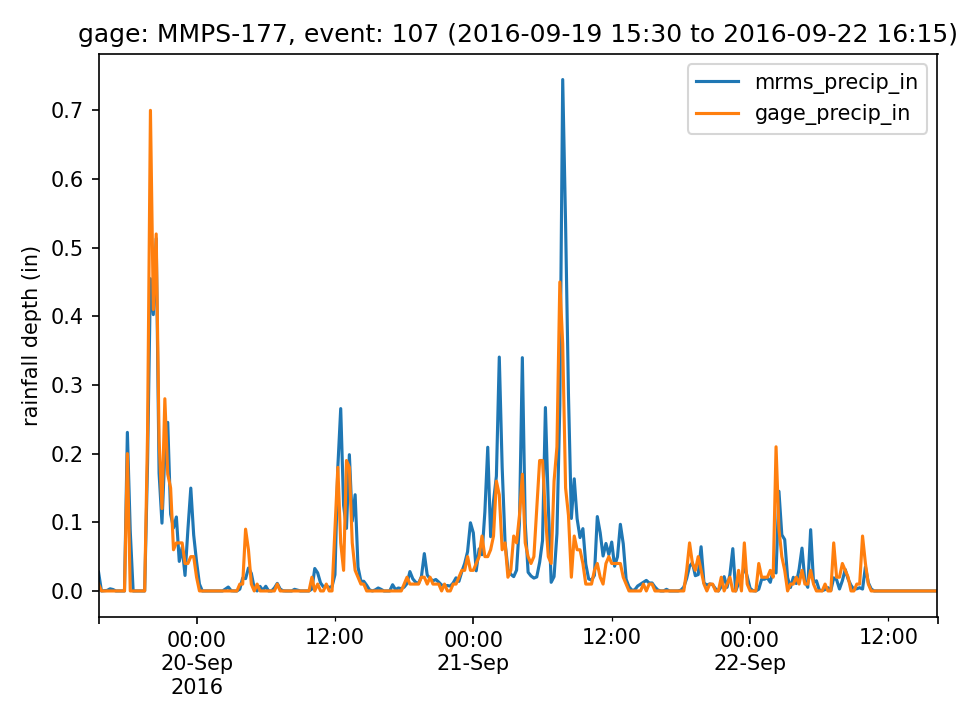 gage: MMPS-177, event: 107 (2016-09-19 15:30 to 2016-09-22 16:15)
mrms_precip_in
gage_precip_in
rainfall depth (in)
0.7
0.6
0.5
0.4
0.3
0.2
0.1
0.0
00:00
20-Sep
2016
12:00
00:00
21-Sep
12:00
00:00
22-Sep
12:00